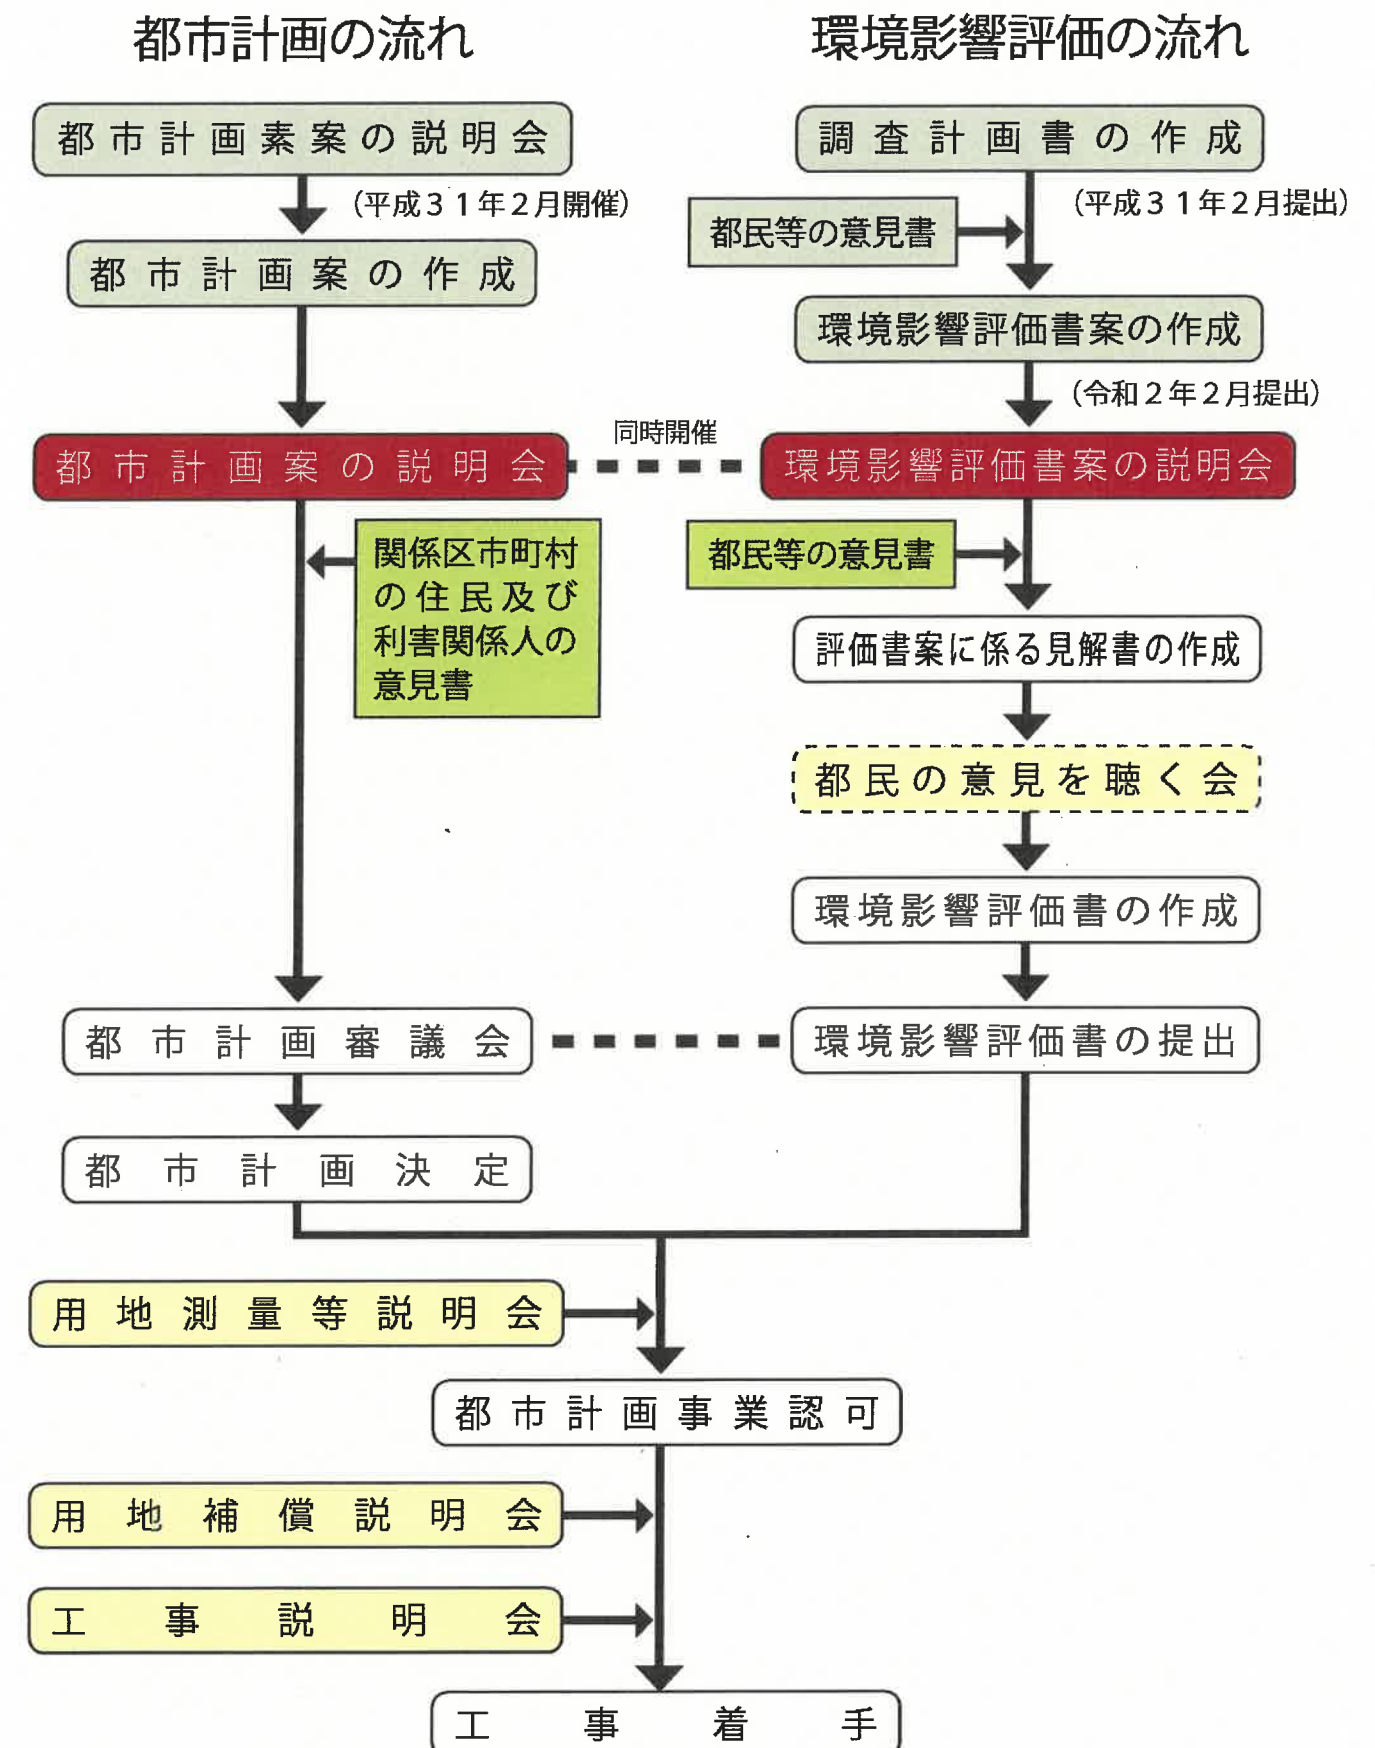 都市計画の流れ
都市計画素案の説明会
(平成31年2月開催)
都市計画案の作成
都市計画案の説明会
同時開催
関係区市町村
の住民及び
利害関係人の
意見書
都市計画審議会
都市計画決定
環境影響評価の流れ
調査計画書の作成
(平成31年2月提出)
都民等の意見書
環境影響評価書案の作成
(令和2年2月提出)
環境影響評価書案の説明会
都民等の意見書
評価書案に係る見解書の作成
都民の意見を聴く会
環境影響評価書の作成
環境影響評価書の提出
用地測量等説明会
都市計画事業認可
用地補償説明会
工事説明会
工事着手